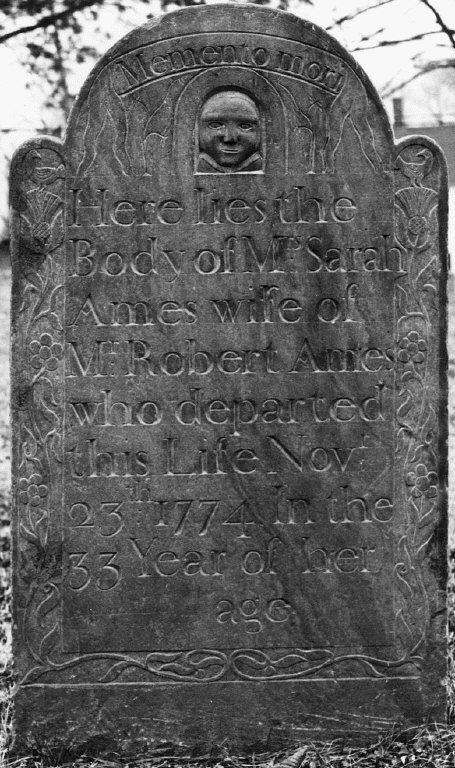 Memento mori
Here lies the
Body of Mrs Sarah
Ames wife of
Mr Robert Ames
who departed
this Life Novr
23th 1774 In the
33 Year of her
age